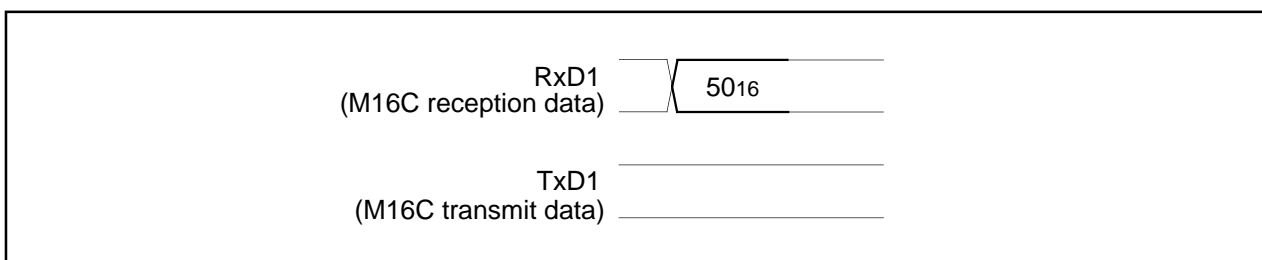 RxD1
(M16C reception data)
5016
TxD1
(M16C transmit data)